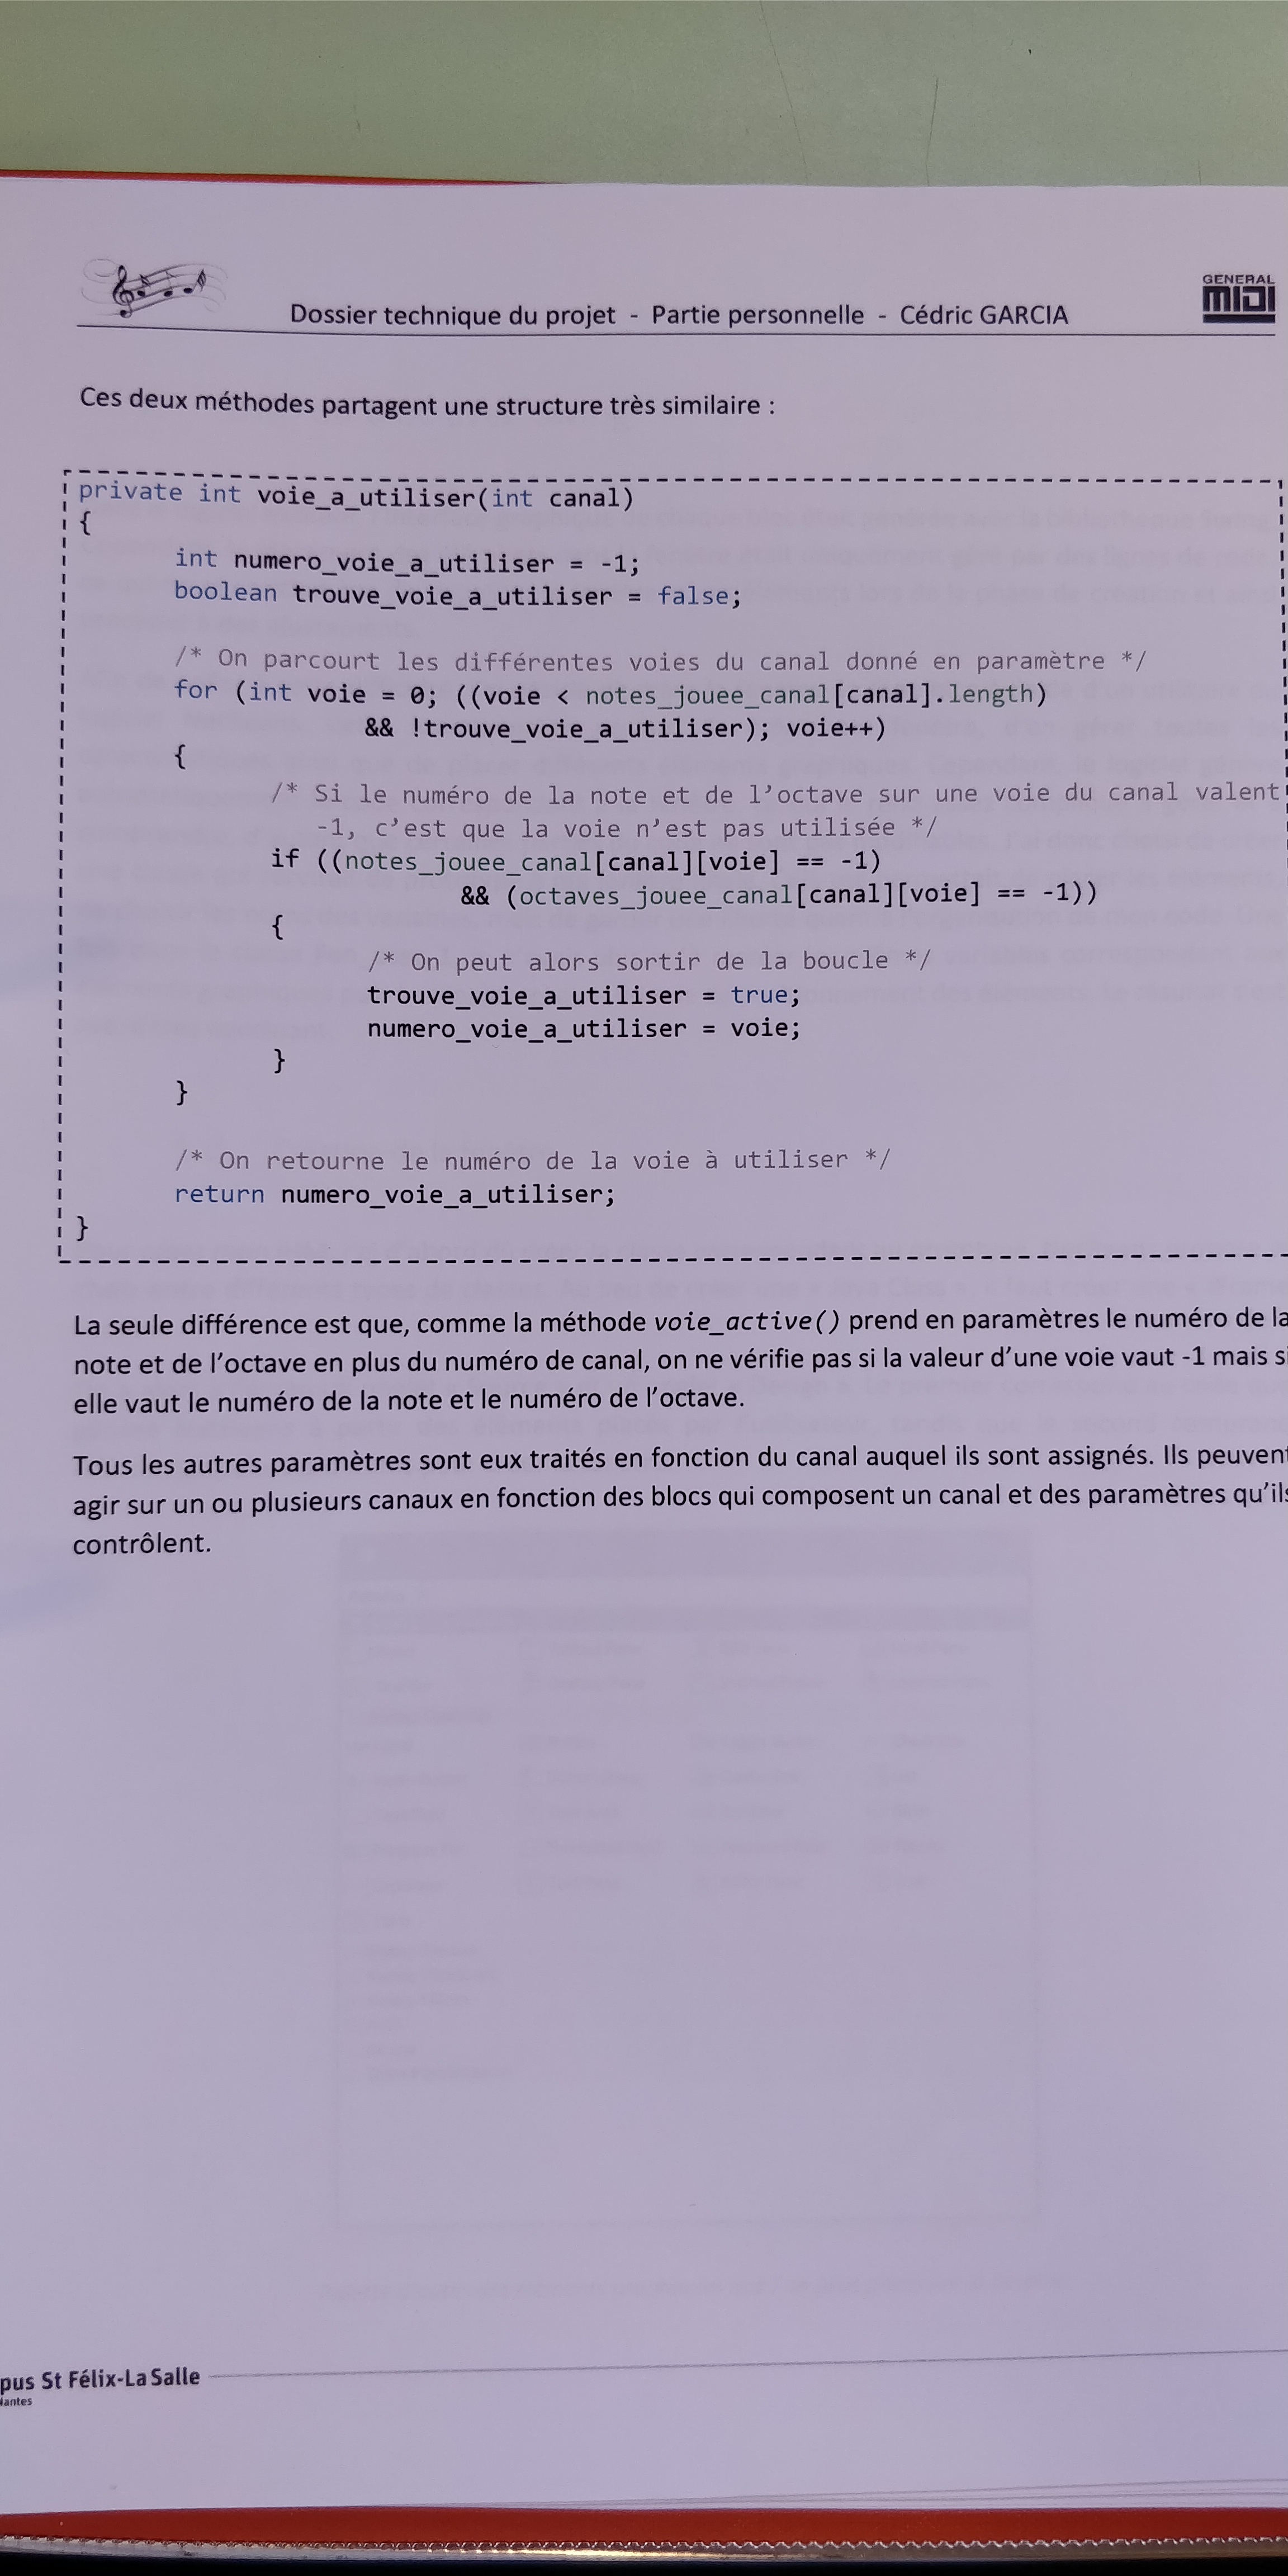 GENERAL
MIDI
Dossier technique du projet - Partie personnelle - Cédric GARCIA
Ces deux méthodes partagent une structure très similaire :
private int voie_a_utiliser(int canal)
{
int numero_voie_a_utiliser = -1;
boolean trouve_voie_a_utiliser = false;
/* On parcourt les différentes voies du canal donné en paramètre */
for (int voie = 0; ((voie < notes_jouee_canal[canal].length)
&& !trouve_voie_a_utiliser); voie++)
{
/* Si le numéro de la note et de l’octave sur une voie du canal valent
-1, c’est que la voie n’est pas utilisée */
if ((notes_jouee_canal[canal][voie] == -1)
&& (octaves_jouee_canal[canal][voie] == -1))
{
/* On peut alors sortir de la boucle */
trouve_voie_a_utiliser = true;
numero_voie_a_utiliser = voie;
}
}
/* On retourne le numéro de la voie à utiliser */
return numero_voie_a_utiliser;
}
La seule différence est que, comme la méthode voie_active() prend en paramètres le numéro de la
note et de l’octave en plus du numéro de canal, on ne vérifie pas si la valeur d’une voie vaut -1 mais si
elle vaut le numéro de la note et le numéro de l’octave.
Tous les autres paramètres sont eux traités en fonction du canal auquel ils sont assignés. Ils peuvent
agir sur un ou plusieurs canaux en fonction des blocs qui composent un canal et des paramètres qu’ils
contrôlent.
pus St Félix-La Salle
Nantes